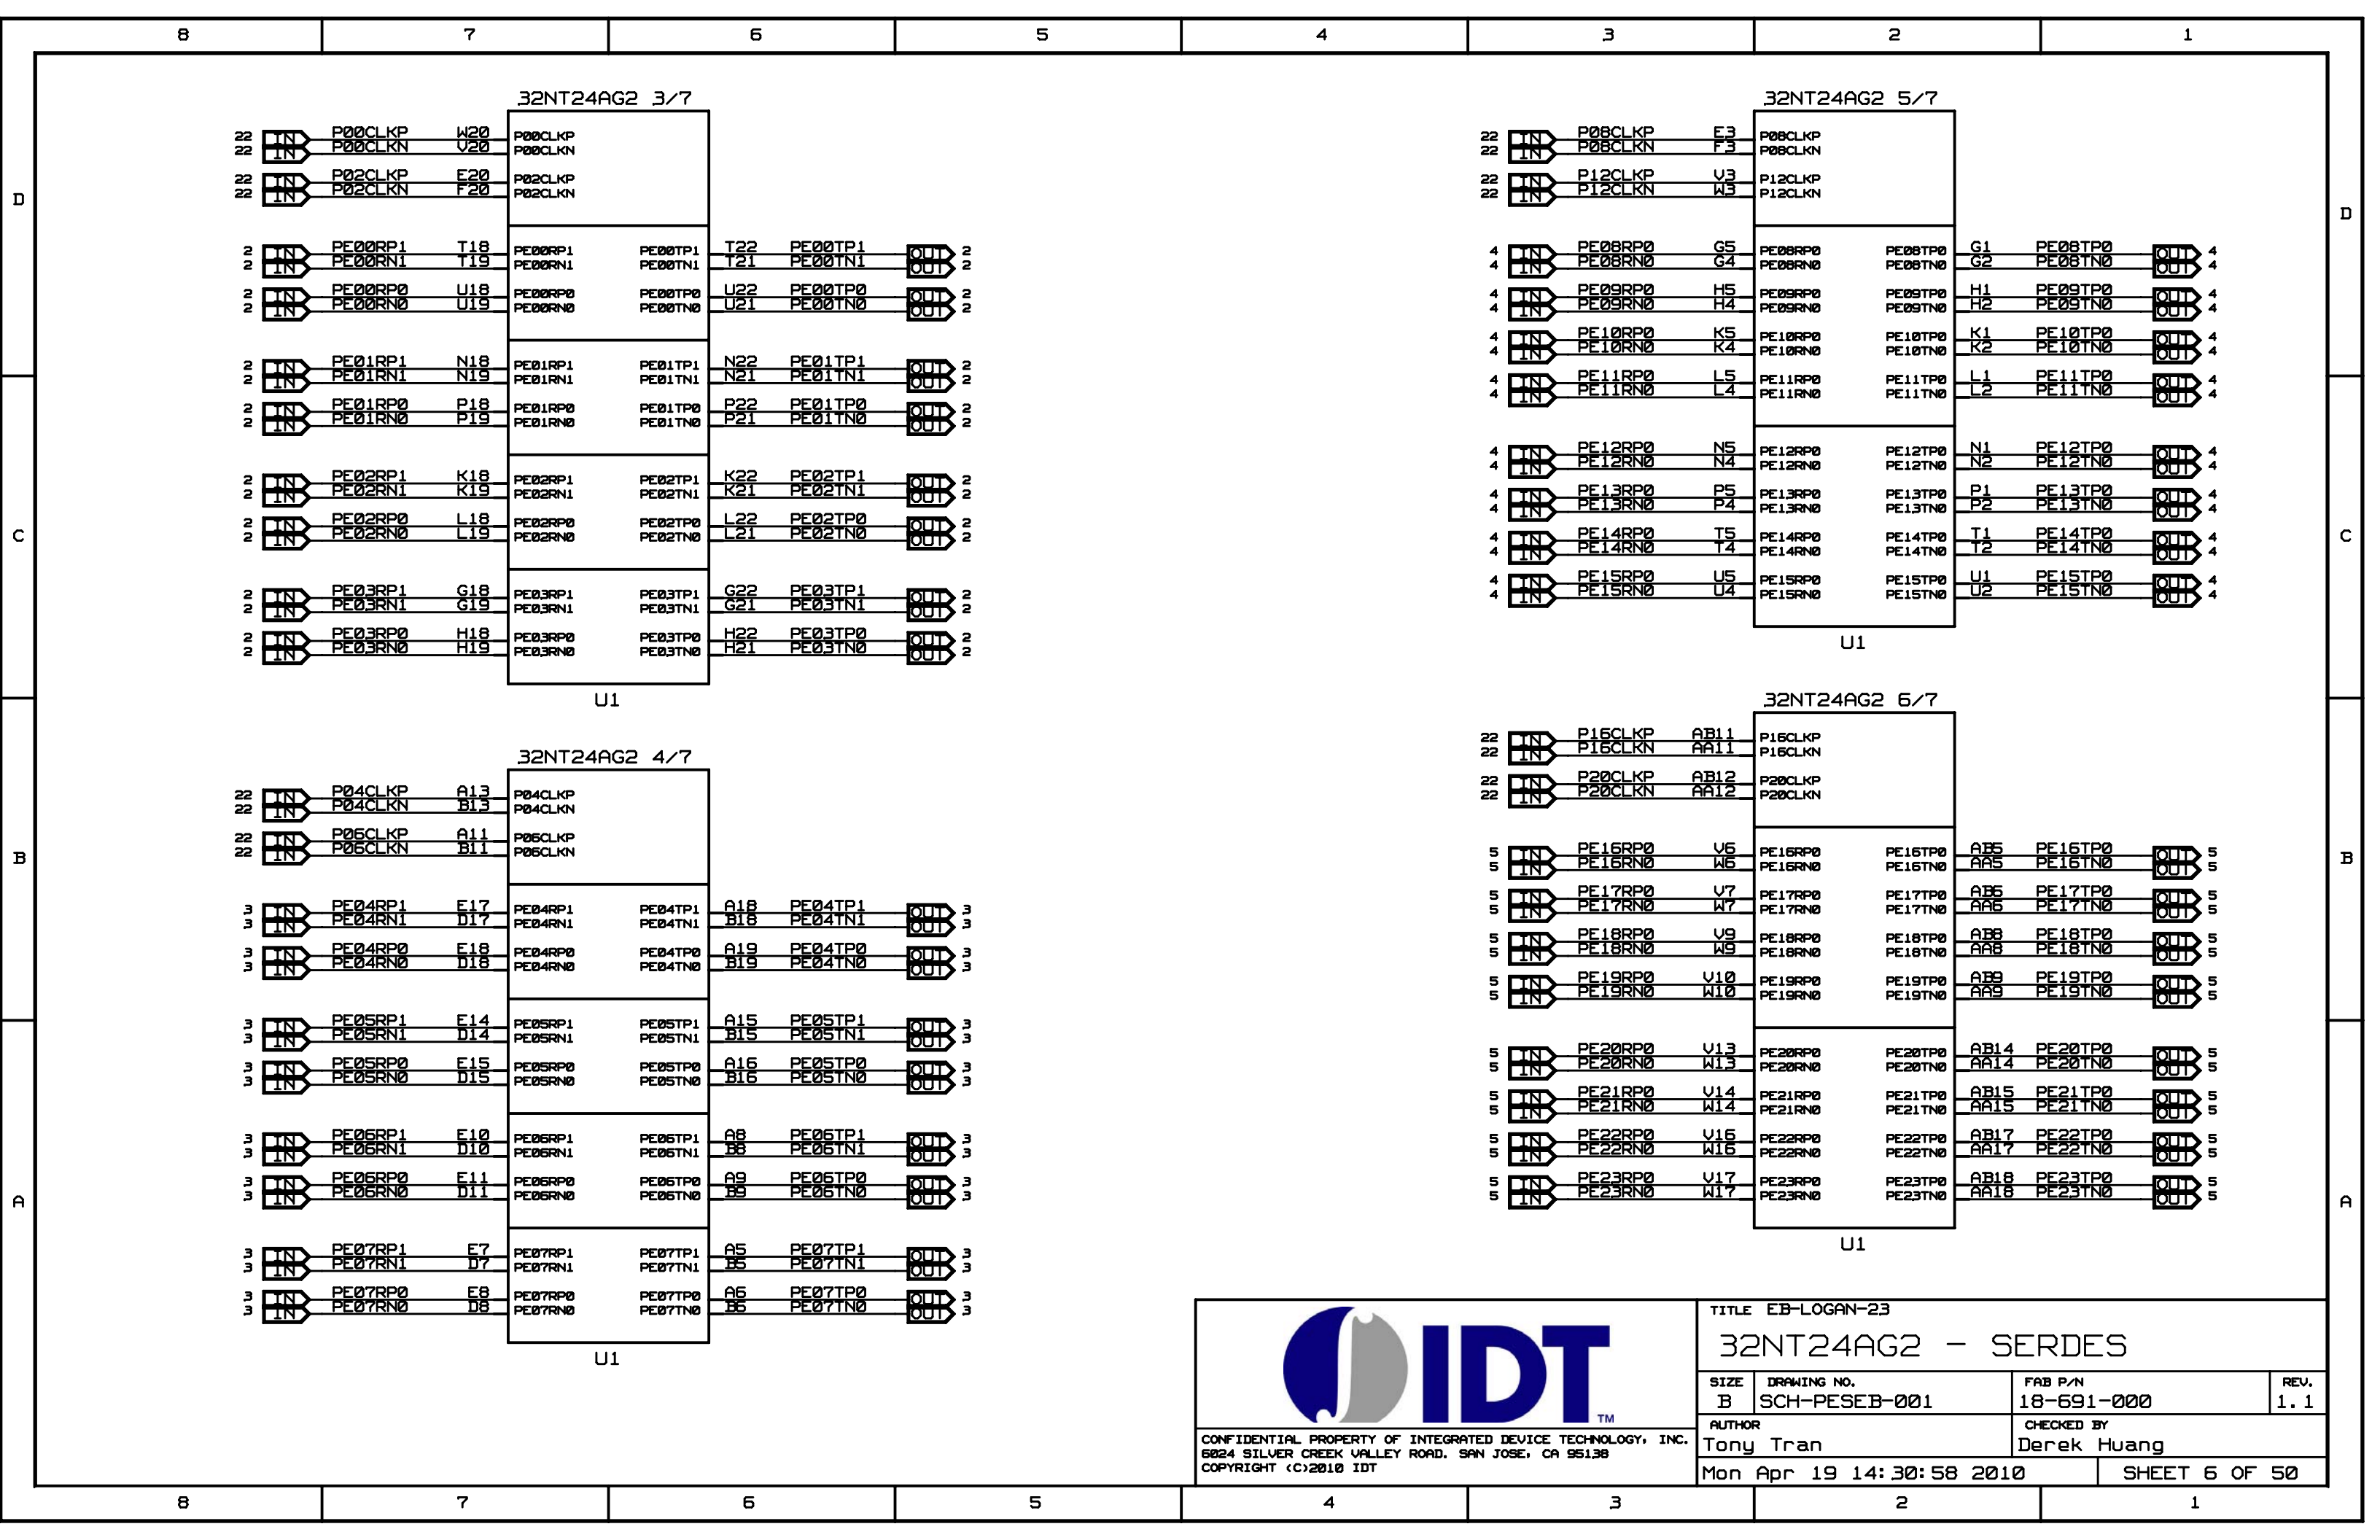 8 7 6 5 4 3 2 1
32NT24AG2 3/7
22 IN P00CLKP W20 P00CLKP
22 IN P00CLKN V20 P00CLKN
22 IN P02CLKP E20 P02CLKP
22 IN P02CLKN F20 P02CLKN
D
2 IN PE00RP1 T18 PE00RP1 PE00TP1 T22 PE00TP1 OUT 2
2 IN PE00RN1 T19 PE00RN1 PE00TN1 T21 PE00TN1 OUT 2
2 IN PE00RP0 U18 PE00RP0 PE00TP0 U22 PE00TP0 OUT 2
2 IN PE00RN0 U19 PE00RN0 PE00TN0 U21 PE00TN0 OUT 2
2 IN PE01RP1 N18 PE01RP1 PE01TP1 N22 PE01TP1 OUT 2
2 IN PE01RN1 N19 PE01RN1 PE01TN1 N21 PE01TN1 OUT 2
2 IN PE01RP0 P18 PE01RP0 PE01TP0 P22 PE01TP0 OUT 2
2 IN PE01RN0 P19 PE01RN0 PE01TN0 P21 PE01TN0 OUT 2
2 IN PE02RP1 K18 PE02RP1 PE02TP1 K22 PE02TP1 OUT 2
2 IN PE02RN1 K19 PE02RN1 PE02TN1 K21 PE02TN1 OUT 2
2 IN PE02RP0 L18 PE02RP0 PE02TP0 L22 PE02TP0 OUT 2
2 IN PE02RN0 L19 PE02RN0 PE02TN0 L21 PE02TN0 OUT 2
C
2 IN PE03RP1 G18 PE03RP1 PE03TP1 G22 PE03TP1 OUT 2
2 IN PE03RN1 G19 PE03RN1 PE03TN1 G21 PE03TN1 OUT 2
2 IN PE03RP0 H18 PE03RP0 PE03TP0 H22 PE03TP0 OUT 2
2 IN PE03RN0 H19 PE03RN0 PE03TN0 H21 PE03TN0 OUT 2
U1
32NT24AG2 4/7
22 IN P04CLKP A13 P04CLKP
22 IN P04CLKN B13 P04CLKN
22 IN P06CLKP A11 P06CLKP
22 IN P06CLKN B11 P06CLKN
B
3 IN PE04RP1 E17 PE04RP1 PE04TP1 A18 PE04TP1 OUT 3
3 IN PE04RN1 D17 PE04RN1 PE04TN1 B18 PE04TN1 OUT 3
3 IN PE04RP0 E18 PE04RP0 PE04TP0 A19 PE04TP0 OUT 3
3 IN PE04RN0 D18 PE04RN0 PE04TN0 B19 PE04TN0 OUT 3
3 IN PE05RP1 E14 PE05RP1 PE05TP1 A15 PE05TP1 OUT 3
3 IN PE05RN1 D14 PE05RN1 PE05TN1 B15 PE05TN1 OUT 3
3 IN PE05RP0 E15 PE05RP0 PE05TP0 A16 PE05TP0 OUT 3
3 IN PE05RN0 D15 PE05RN0 PE05TN0 B16 PE05TN0 OUT 3
3 IN PE06RP1 E10 PE06RP1 PE06TP1 A8 PE06TP1 OUT 3
3 IN PE06RN1 D10 PE06RN1 PE06TN1 B8 PE06TN1 OUT 3
3 IN PE06RP0 E11 PE06RP0 PE06TP0 A9 PE06TP0 OUT 3
3 IN PE06RN0 D11 PE06RN0 PE06TN0 B9 PE06TN0 OUT 3
A
3 IN PE07RP1 E7 PE07RP1 PE07TP1 A5 PE07TP1 OUT 3
3 IN PE07RN1 D7 PE07RN1 PE07TN1 B5 PE07TN1 OUT 3
3 IN PE07RP0 E8 PE07RP0 PE07TP0 A6 PE07TP0 OUT 3
3 IN PE07RN0 D8 PE07RN0 PE07TN0 B6 PE07TN0 OUT 3
U1
32NT24AG2 5/7
22 IN P08CLKP E3 P08CLKP
22 IN P08CLKN F3 P08CLKN
22 IN P12CLKP V3 P12CLKP
22 IN P12CLKN W3 P12CLKN
D
4 IN PE08RP0 G5 PE08RP0 PE08TP0 G1 PE08TP0 OUT 4
4 IN PE08RN0 G4 PE08RN0 PE08TN0 G2 PE08TN0 OUT 4
4 IN PE09RP0 H5 PE09RP0 PE09TP0 H1 PE09TP0 OUT 4
4 IN PE09RN0 H4 PE09RN0 PE09TN0 H2 PE09TN0 OUT 4
4 IN PE10RP0 K5 PE10RP0 PE10TP0 K1 PE10TP0 OUT 4
4 IN PE10RN0 K4 PE10RN0 PE10TN0 K2 PE10TN0 OUT 4
4 IN PE11RP0 L5 PE11RP0 PE11TP0 L1 PE11TP0 OUT 4
4 IN PE11RN0 L4 PE11RN0 PE11TN0 L2 PE11TN0 OUT 4
4 IN PE12RP0 N5 PE12RP0 PE12TP0 N1 PE12TP0 OUT 4
4 IN PE12RN0 N4 PE12RN0 PE12TN0 N2 PE12TN0 OUT 4
4 IN PE13RP0 P5 PE13RP0 PE13TP0 P1 PE13TP0 OUT 4
4 IN PE13RN0 P4 PE13RN0 PE13TN0 P2 PE13TN0 OUT 4
4 IN PE14RP0 T5 PE14RP0 PE14TP0 T1 PE14TP0 OUT 4
4 IN PE14RN0 T4 PE14RN0 PE14TN0 T2 PE14TN0 OUT 4
C
4 IN PE15RP0 U5 PE15RP0 PE15TP0 U1 PE15TP0 OUT 4
4 IN PE15RN0 U4 PE15RN0 PE15TN0 U2 PE15TN0 OUT 4
U1
32NT24AG2 6/7
22 IN P16CLKP AB11 P16CLKP
22 IN P16CLKN AA11 P16CLKN
22 IN P20CLKP AB12 P20CLKP
22 IN P20CLKN AA12 P20CLKN
5 IN PE16RP0 V6 PE16RP0 PE16TP0 AB5 PE16TP0 OUT 5
B
5 IN PE16RN0 W6 PE16RN0 PE16TN0 AA5 PE16TN0 OUT 5
5 IN PE17RP0 V7 PE17RP0 PE17TP0 AB6 PE17TP0 OUT 5
5 IN PE17RN0 W7 PE17RN0 PE17TN0 AA6 PE17TN0 OUT 5
5 IN PE18RP0 V9 PE18RP0 PE18TP0 AB8 PE18TP0 OUT 5
5 IN PE18RN0 W9 PE18RN0 PE18TN0 AA8 PE18TN0 OUT 5
5 IN PE19RP0 V10 PE19RP0 PE19TP0 AB9 PE19TP0 OUT 5
5 IN PE19RN0 W10 PE19RN0 PE19TN0 AA9 PE19TN0 OUT 5
5 IN PE20RP0 V13 PE20RP0 PE20TP0 AB14 PE20TP0 OUT 5
5 IN PE20RN0 W13 PE20RN0 PE20TN0 AA14 PE20TN0 OUT 5
5 IN PE21RP0 V14 PE21RP0 PE21TP0 AB15 PE21TP0 OUT 5
5 IN PE21RN0 W14 PE21RN0 PE21TN0 AA15 PE21TN0 OUT 5
5 IN PE22RP0 V16 PE22RP0 PE22TP0 AB17 PE22TP0 OUT 5
5 IN PE22RN0 W16 PE22RN0 PE22TN0 AA17 PE22TN0 OUT 5
5 IN PE23RP0 V17 PE23RP0 PE23TP0 AB18 PE23TP0 OUT 5
5 IN PE23RN0 W17 PE23RN0 PE23TN0 AA18 PE23TN0 OUT 5
A
U1
IDT TM
CONFIDENTIAL PROPERTY OF INTEGRATED DEVICE TECHNOLOGY, INC.
6024 SILVER CREEK VALLEY ROAD. SAN JOSE, CA 95138
COPYRIGHT (C)2010 IDT
TITLE EB-LOGAN-23
32NT24AG2 - SERDES
SIZE DRAWING NO. FAB P/N REV.
B SCH-PESEB-001 18-691-000 1.1
AUTHOR CHECKED BY
Tony Tran Derek Huang
Mon Apr 19 14:30:58 2010 SHEET 6 OF 50
8 7 6 5 4 3 2 1